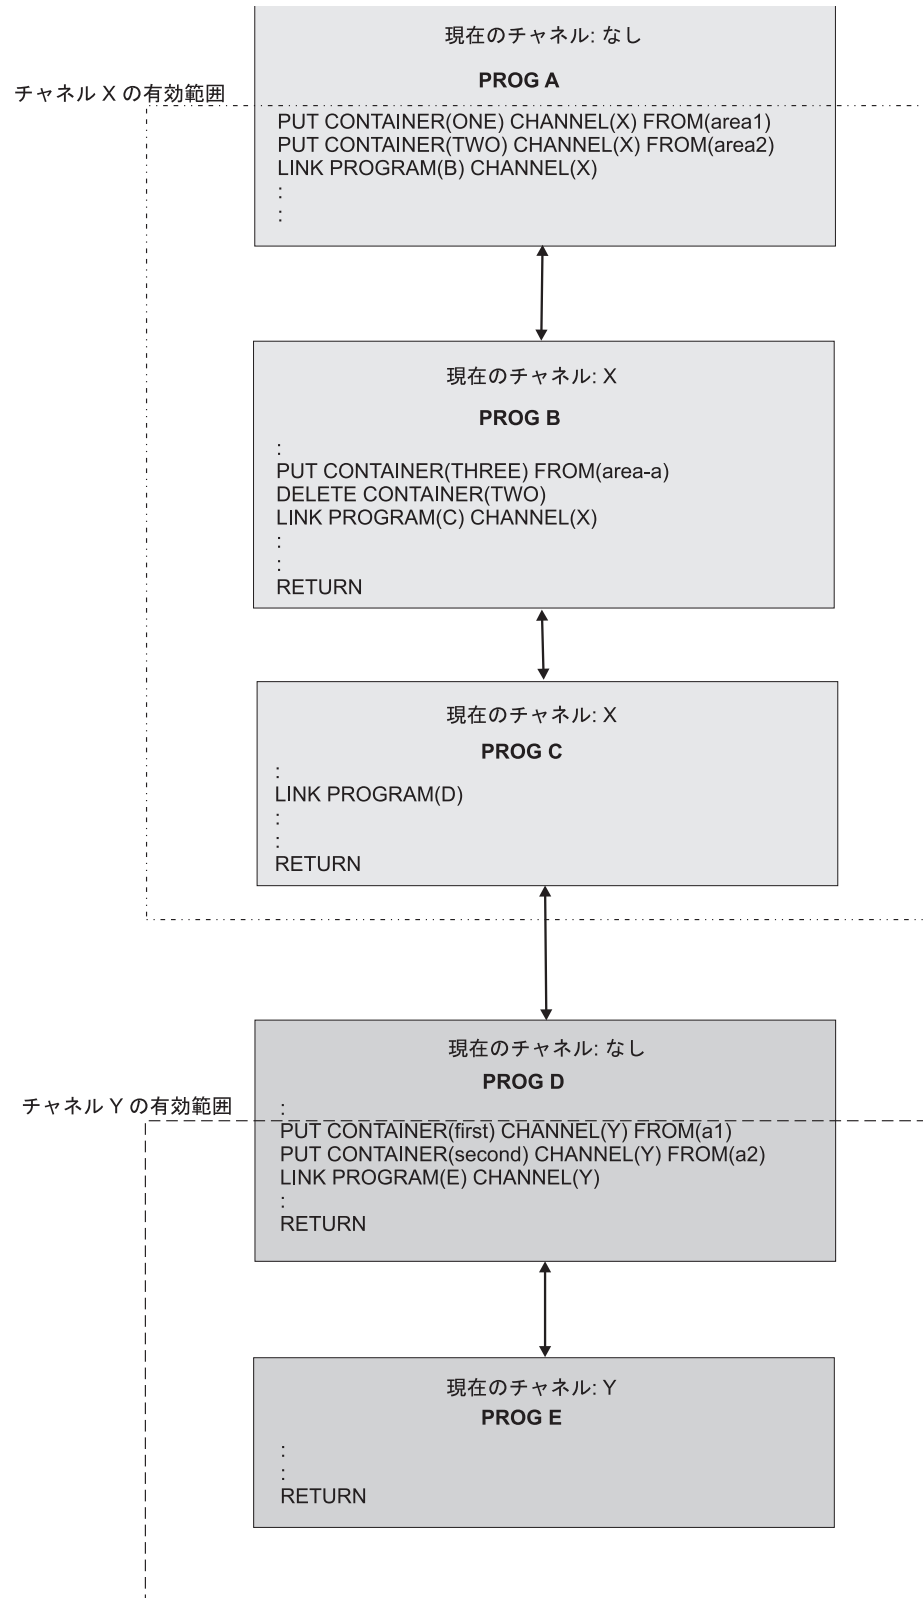 現在のチャネル: なし
PROG A
チャネル X の有効範囲
PUT CONTAINER(ONE) CHANNEL(X) FROM(area1)
PUT CONTAINER(TWO) CHANNEL(X) FROM(area2)
LINK PROGRAM(B) CHANNEL(X)
:
:
現在のチャネル: X
PROG B
:
PUT CONTAINER(THREE) FROM(area-a)
DELETE CONTAINER(TWO)
LINK PROGRAM(C) CHANNEL(X)
:
:
RETURN
現在のチャネル: X
PROG C
:
LINK PROGRAM(D)
:
:
RETURN
現在のチャネル: なし
PROG D
チャネル Y の有効範囲
:
PUT CONTAINER(first) CHANNEL(Y) FROM(a1)
PUT CONTAINER(second) CHANNEL(Y) FROM(a2)
LINK PROGRAM(E) CHANNEL(Y)
:
RETURN
現在のチャネル: Y
PROG E
:
:
RETURN